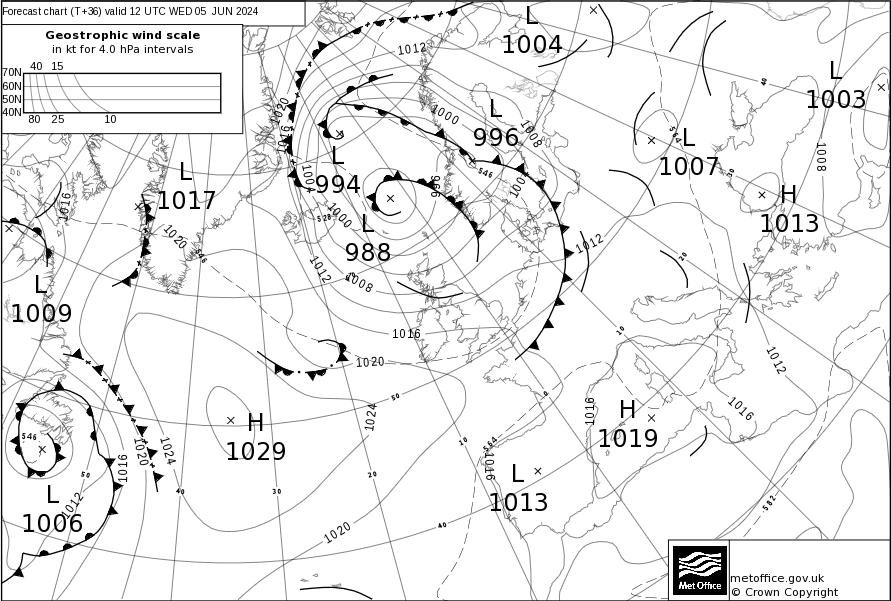 Forecast chart (T+36) valid 12 UTC WED 05 JUN 2024
Geostrophic wind scale
in kt for 4.0 hPa intervals
40 15
70N
60N
50N
40N
80 25 10
L
1004
1012
L
1003
40
1000
L
996
1008
1020
1016
L
994
1004
546
996
564
L
1007
1008
L
1017
1016
528
1000
L
988
30
H
1013
1020
546
1012
1008
1012
20
L
1009
1016
1020
10
1012
50
0
1024
H
1029
1016
H
1019
1016
546
1016
1020
1024
10
564
1016
L
1013
50
40
30
20
L
1006
1012
40
1020
582
Met Office
metoffice.gov.uk
© Crown Copyright